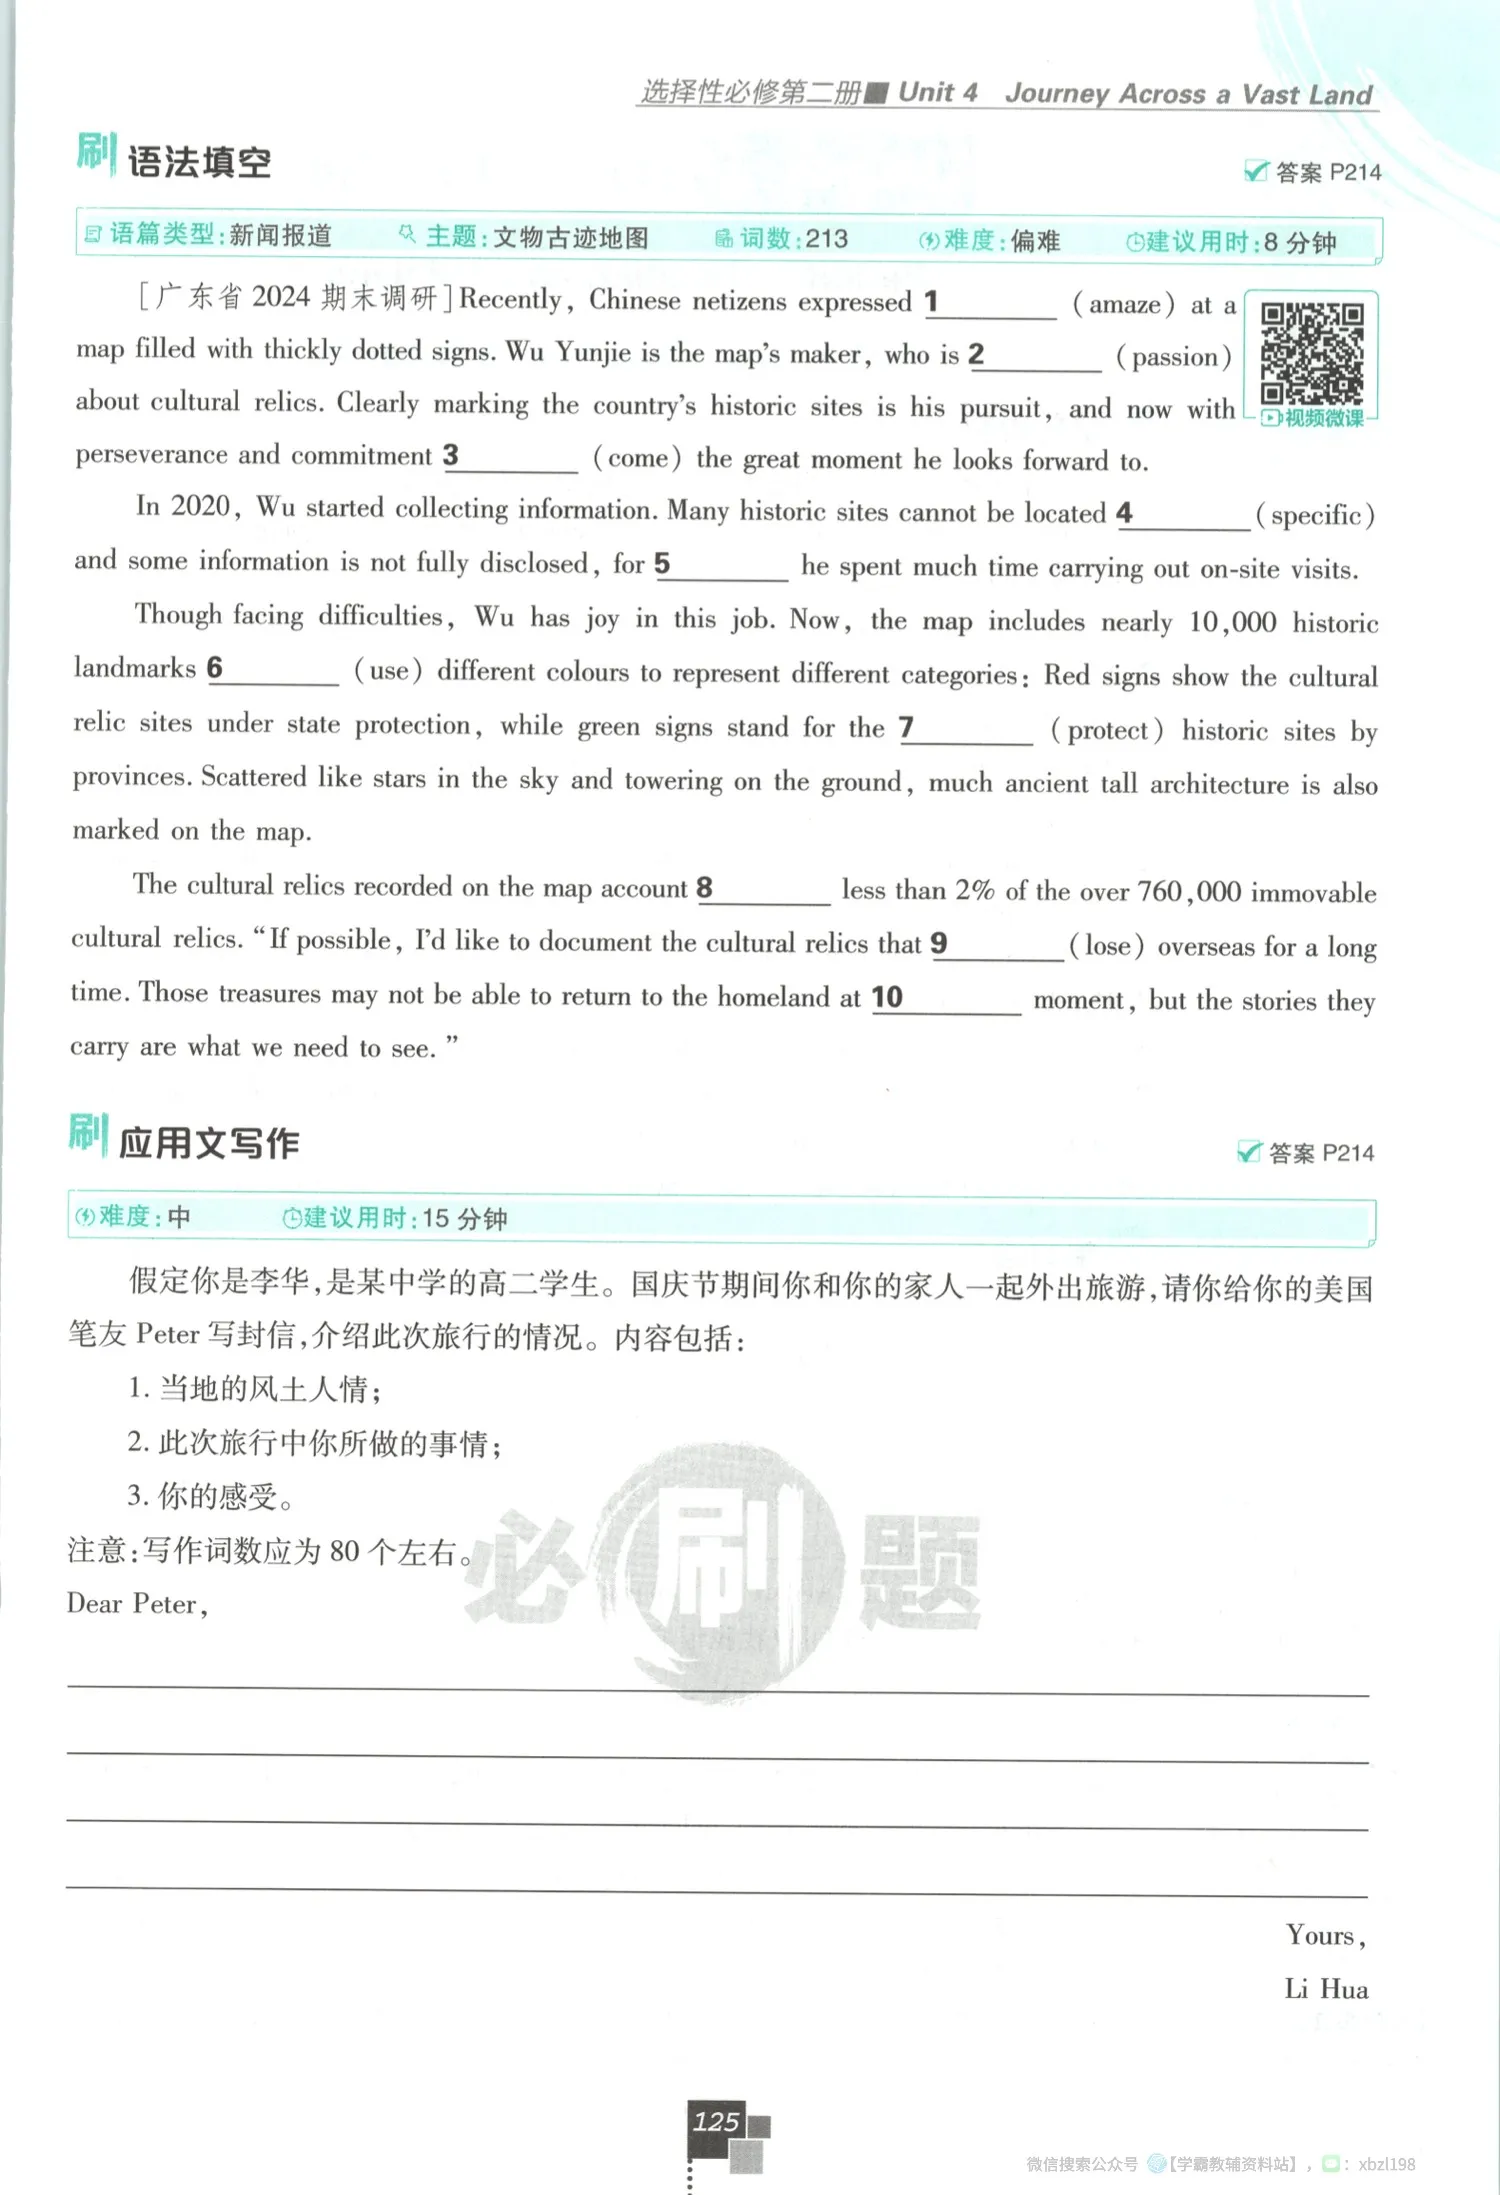 选择性必修第二册■ Unit 4 Journey Across a Vast Land
刷 语法填空
答案 P214
语篇类型:新闻报道 主题:文物古迹地图 词数:213 难度:偏难 建议用时:8 分钟
[广东省 2024 期末调研]Recently, Chinese netizens expressed 1__________ (amaze) at a
map filled with thickly dotted signs. Wu Yunjie is the map's maker, who is 2__________ (passion)
about cultural relics. Clearly marking the country's historic sites is his pursuit, and now with
视频微课
perseverance and commitment 3__________ (come) the great moment he looks forward to.
In 2020, Wu started collecting information. Many historic sites cannot be located 4__________ (specific)
and some information is not fully disclosed, for 5__________ he spent much time carrying out on-site visits.
Though facing difficulties, Wu has joy in this job. Now, the map includes nearly 10,000 historic
landmarks 6__________ (use) different colours to represent different categories: Red signs show the cultural
relic sites under state protection, while green signs stand for the 7__________ (protect) historic sites by
provinces. Scattered like stars in the sky and towering on the ground, much ancient tall architecture is also
marked on the map.
The cultural relics recorded on the map account 8__________ less than 2% of the over 760,000 immovable
cultural relics. "If possible, I'd like to document the cultural relics that 9__________ (lose) overseas for a long
time. Those treasures may not be able to return to the homeland at 10__________ moment, but the stories they
carry are what we need to see."
刷 应用文写作
答案 P214
难度:中 建议用时:15 分钟
假定你是李华,是某中学的高二学生。国庆节期间你和你的家人一起外出旅游,请你给你的美国
笔友 Peter 写封信,介绍此次旅行的情况。内容包括:
1. 当地的风土人情;
2. 此次旅行中你所做的事情;
3. 你的感受。
注意:写作词数应为 80 个左右。
必刷题
Dear Peter,
Yours,
Li Hua
125
微信搜索公众号 【学霸教辅资料站】, : xbzl198